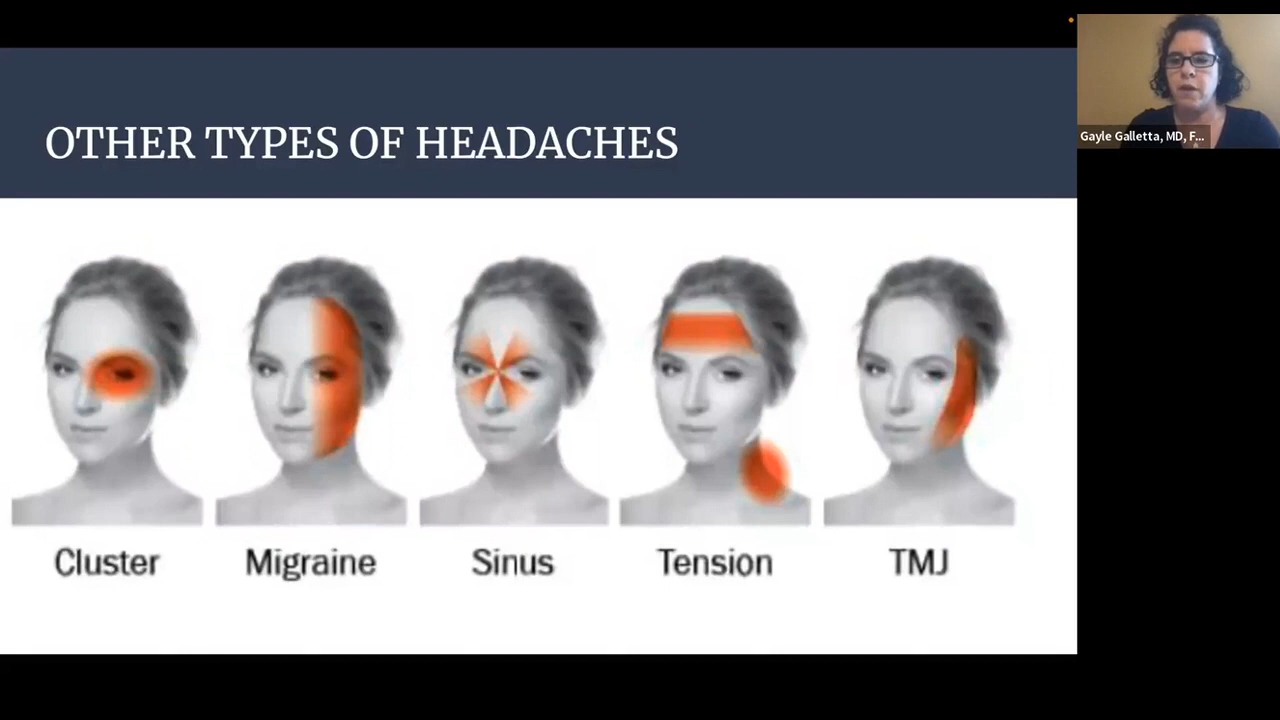 OTHER TYPES OF HEADACHES
Gayle Galletta, MD, F...
Cluster
Migraine
Sinus
Tension
TMJ